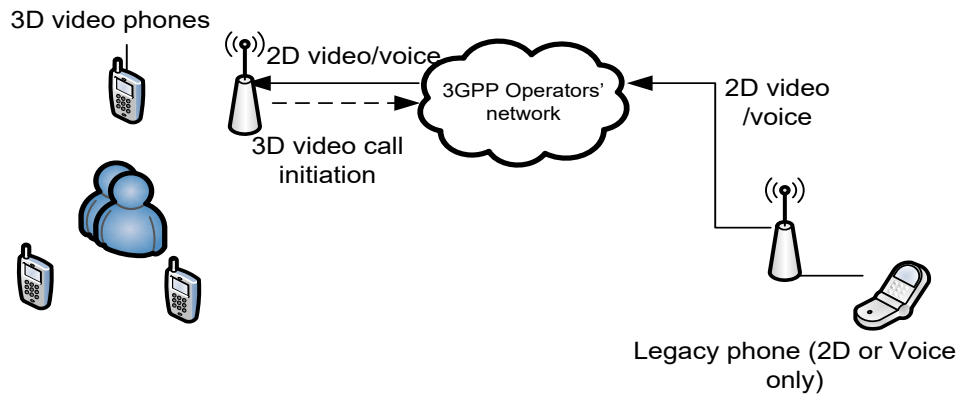 3D video phones
2D video/voice
3GPP Operators'
network
3D video call
initiation
2D video
/voice
Legacy phone (2D or Voice
only)